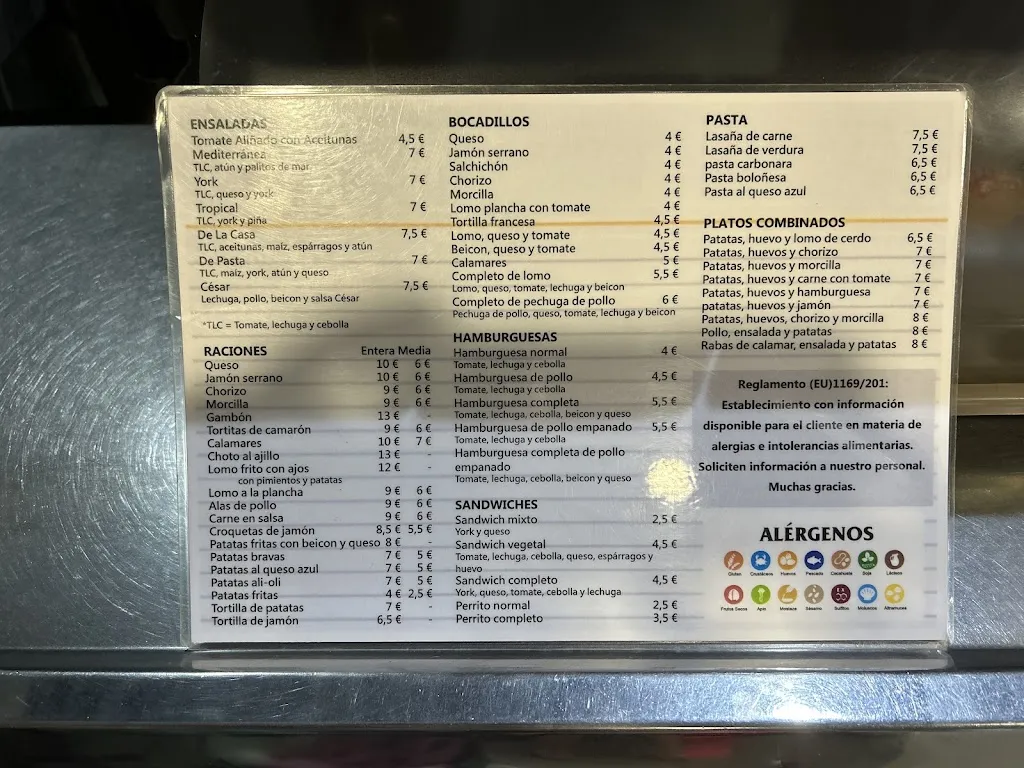 ENSALADAS
Tomate Aliñado con Aceitunas 4,5 €
Mediterránea 7 €
TLC, atún y palitos de mar
York 7 €
TLC, queso y york
Tropical 7 €
TLC, york y piña
De La Casa 7,5 €
TLC, aceitunas, maíz, espárragos y atún
De Pasta 7 €
TLC, maíz, york, atún y queso
César 7,5 €
Lechuga, pollo, beicon y salsa César
*TLC = Tomate, lechuga y cebolla
RACIONES Entera Media
Queso 10 € 6 €
Jamón serrano 10 € 6 €
Chorizo 9 € 6 €
Morcilla 9 € 6 €
Gambón 13 € -
Tortitas de camarón 9 € 6 €
Calamares 10 € 7 €
Choto al ajillo 13 € -
Lomo frito con ajos 12 € -
con pimientos y patatas
Lomo a la plancha 9 € 6 €
Alas de pollo 9 € 6 €
Carne en salsa 9 € 6 €
Croquetas de jamón 8,5 € 5,5 €
Patatas fritas con beicon y queso 8 € -
Patatas bravas 7 € 5 €
Patatas al queso azul 7 € 5 €
Patatas ali-oli 7 € 5 €
Patatas fritas 4 € 2,5 €
Tortilla de patatas 7 € -
Tortilla de jamón 6,5 € -
BOCADILLOS
Queso 4 €
Jamón serrano 4 €
Salchichón 4 €
Chorizo 4 €
Morcilla 4 €
Lomo plancha con tomate 4 €
Tortilla francesa 4,5 €
Lomo, queso y tomate 4,5 €
Beicon, queso y tomate 4,5 €
Calamares 5 €
Completo de lomo 5,5 €
Lomo, queso, tomate, lechuga y beicon
Completo de pechuga de pollo 6 €
Pechuga de pollo, queso, tomate, lechuga y beicon
HAMBURGUESAS
Hamburguesa normal 4 €
Tomate, lechuga y cebolla
Hamburguesa de pollo 4,5 €
Tomate, lechuga y cebolla
Hamburguesa completa 5,5 €
Tomate, lechuga, cebolla, beicon y queso
Hamburguesa de pollo empanado 5,5 €
Tomate, lechuga y cebolla
Hamburguesa completa de pollo
empanado
Tomate, lechuga, cebolla, beicon y queso
SANDWICHES
Sandwich mixto 2,5 €
York y queso
Sandwich vegetal 4,5 €
Tomate, lechuga, cebolla, queso, espárragos y
huevo
Sandwich completo 4,5 €
York, queso, tomate, cebolla y lechuga
Perrito normal 2,5 €
Perrito completo 3,5 €
PASTA
Lasaña de carne 7,5 €
Lasaña de verdura 7,5 €
pasta carbonara 6,5 €
Pasta boloñesa 6,5 €
Pasta al queso azul 6,5 €
PLATOS COMBINADOS
Patatas, huevo y lomo de cerdo 6,5 €
Patatas, huevos y chorizo 7 €
Patatas, huevos y morcilla 7 €
Patatas, huevos y carne con tomate 7 €
Patatas, huevos y hamburguesa 7 €
patatas, huevos y jamón 7 €
Patatas, huevos, chorizo y morcilla 8 €
Pollo, ensalada y patatas 8 €
Rabas de calamar, ensalada y patatas 8 €
Reglamento (EU)1169/201:
Establecimiento con información
disponible para el cliente en materia de
alergias e intolerancias alimentarias.
Soliciten información a nuestro personal.
Muchas gracias.
ALÉRGENOS
Gluten Crustáceos Huevos Pescado Cacahuete Soja Lácteos
Frutos Secos Apio Mostaza Sésamo Sulfitos Moluscos Altramuces